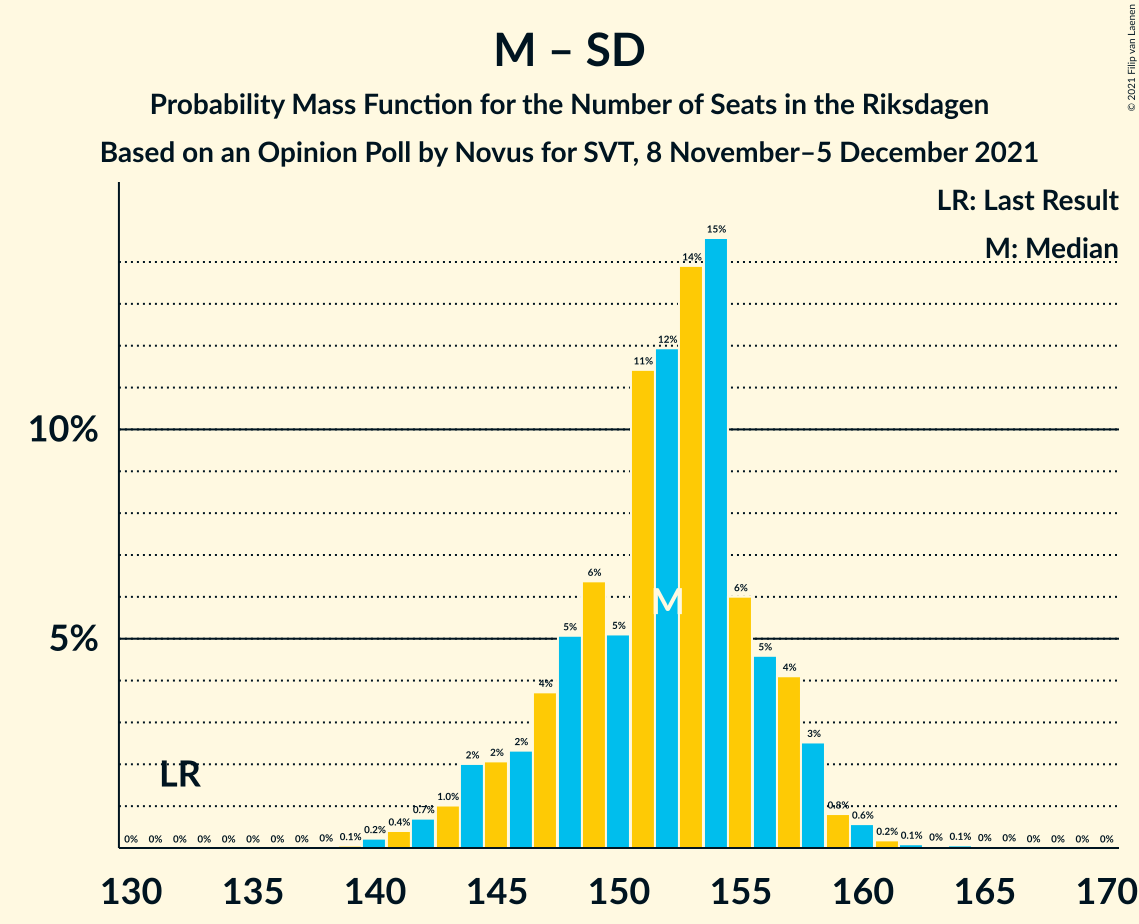 M – SD
Probability Mass Function for the Number of Seats in the Riksdagen
Based on an Opinion Poll by Novus for SVT, 8 November–5 December 2021
© 2021 Filip van Laenen
LR: Last Result
M: Median
15%
14%
12%
11%
10%
6%
6%
M
5%
5%
5%
5%
4%
4%
3%
LR
2%
2%
2%
1.0%
0.8%
0.7%
0.6%
0.4%
0.2%
0.2%
0% 0% 0% 0% 0% 0% 0% 0% 0% 0.1% 0.1% 0% 0.1% 0% 0% 0% 0% 0% 0%
130 135 140 145 150 155 160 165 170